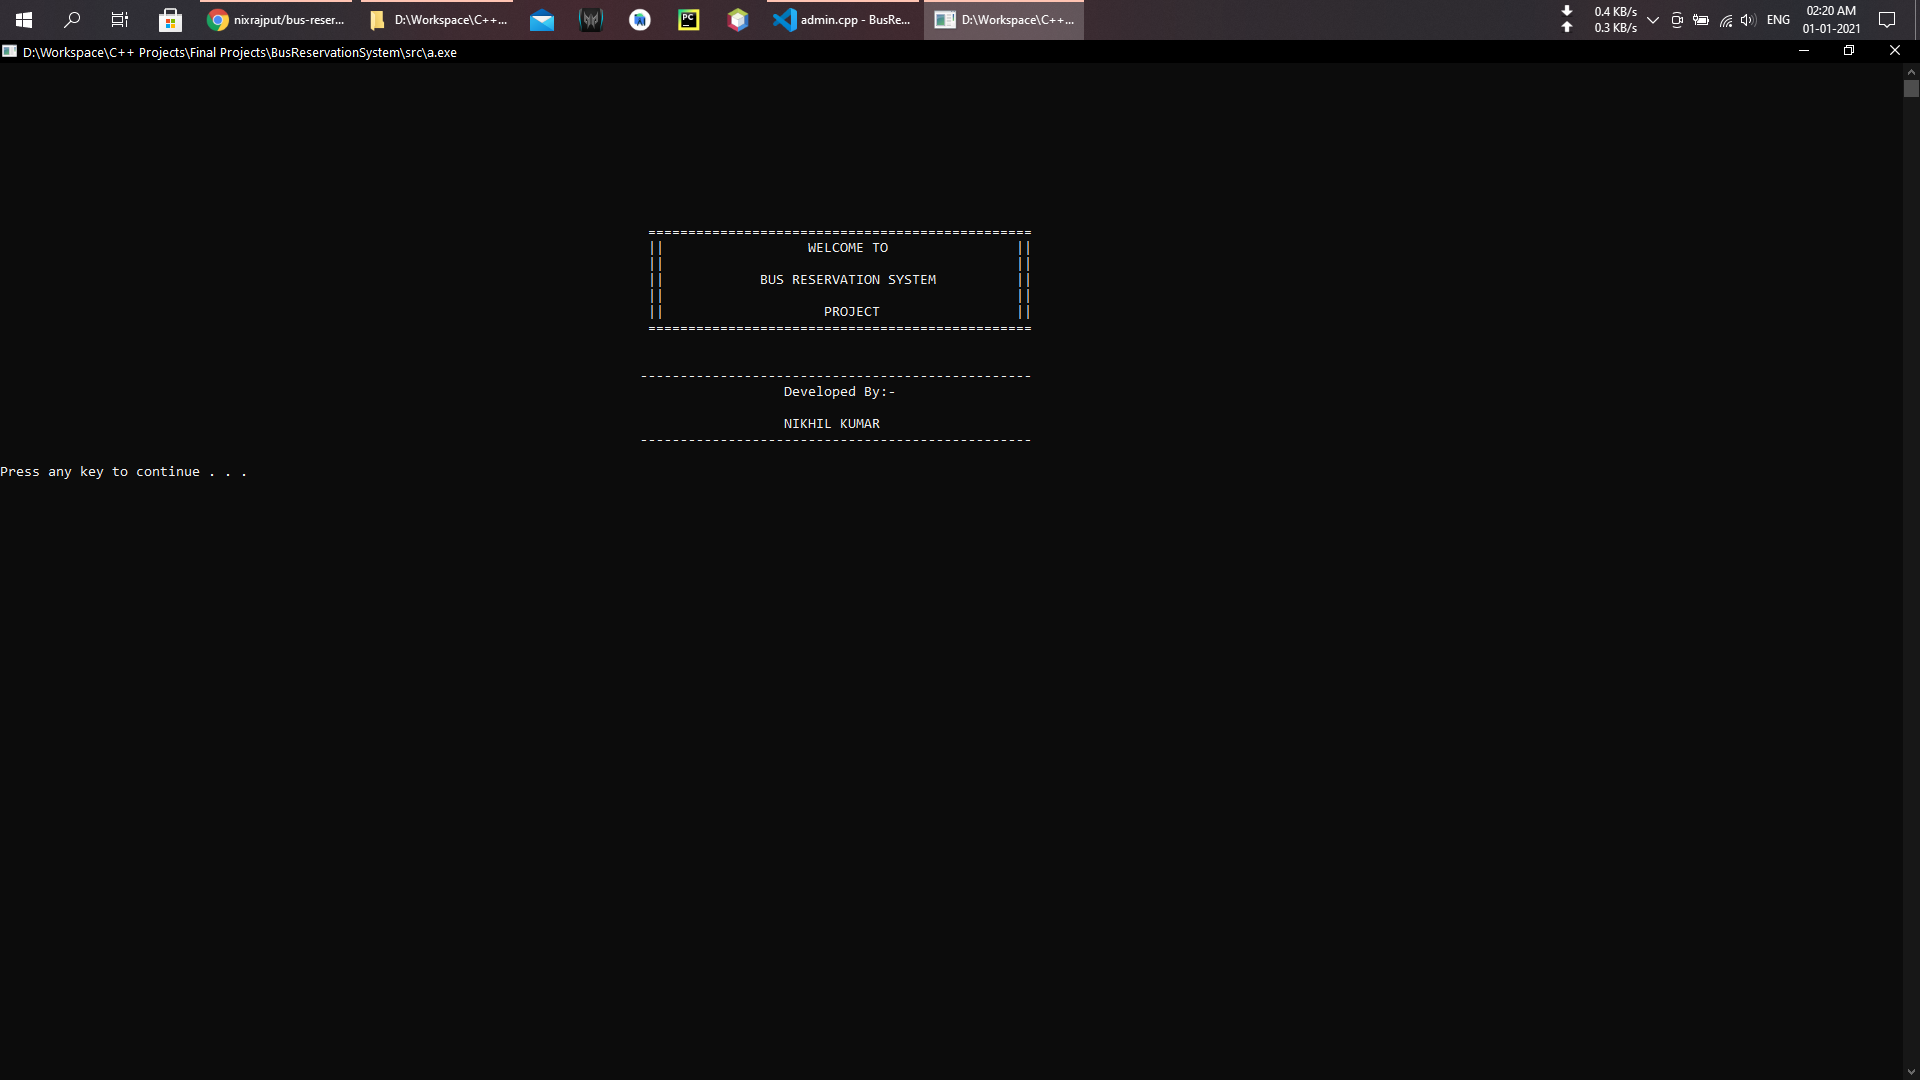 nixrajput/bus-reser...
D:\Workspace\C++...
PC
admin.cpp - BusRe...
D:\Workspace\C++...
0.4 KB/s
0.3 KB/s
ENG
02:20 AM
01-01-2021
D:\Workspace\C++ Projects\Final Projects\BusReservationSystem\src\a.exe
================================================
|| WELCOME TO ||
|| ||
|| BUS RESERVATION SYSTEM ||
|| ||
|| PROJECT ||
================================================
-------------------------------------------------
Developed By:-
NIKHIL KUMAR
-------------------------------------------------
Press any key to continue . . .